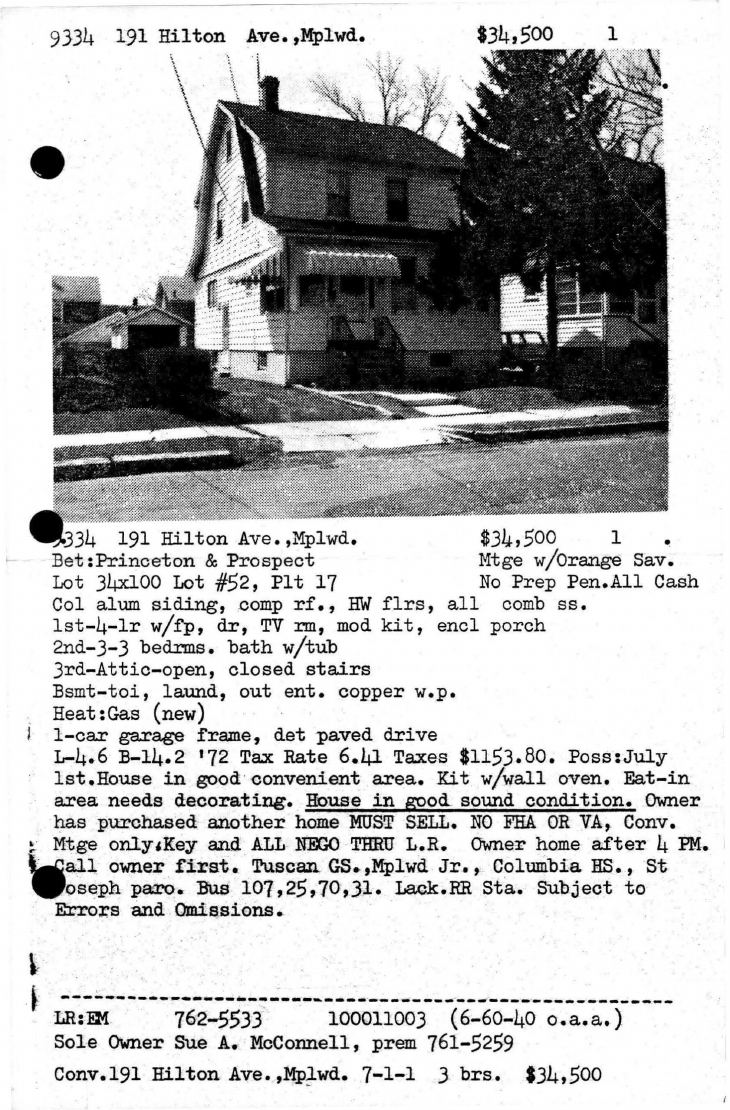 9334 191 Hilton Ave.,Mplwd. $34,500 1
9334 191 Hilton Ave.,Mplwd. $34,500 1 .
Bet:Princeton & Prospect Mtge w/Orange Sav.
Lot 34x100 Lot #52, Plt 17 No Prep Pen.All Cash
Col alum siding, comp rf., HW flrs, all comb ss.
1st-4-lr w/fp, dr, TV rm, mod kit, encl porch
2nd-3-3 bedrms. bath w/tub
3rd-Attic-open, closed stairs
Bsmt-toi, laund, out ent. copper w.p.
Heat:Gas (new)
1-car garage frame, det paved drive
L-4.6 B-14.2 '72 Tax Rate 6.41 Taxes $1153.80. Poss:July
1st.House in good convenient area. Kit w/wall oven. Eat-in
area needs decorating. House in good sound condition. Owner
has purchased another home MUST SELL. NO FHA OR VA, Conv.
Mtge only.Key and ALL NEGO THRU L.R. Owner home after 4 PM.
Call owner first. Tuscan GS.,Mplwd Jr., Columbia HS., St
Joseph paro. Bus 107,25,70,31. Lack.RR Sta. Subject to
Errors and Omissions.
LR:EM 762-5533 100011003 (6-60-40 o.a.a.)
Sole Owner Sue A. McConnell, prem 761-5259
Conv.191 Hilton Ave.,Mplwd. 7-1-1 3 brs. $34,500